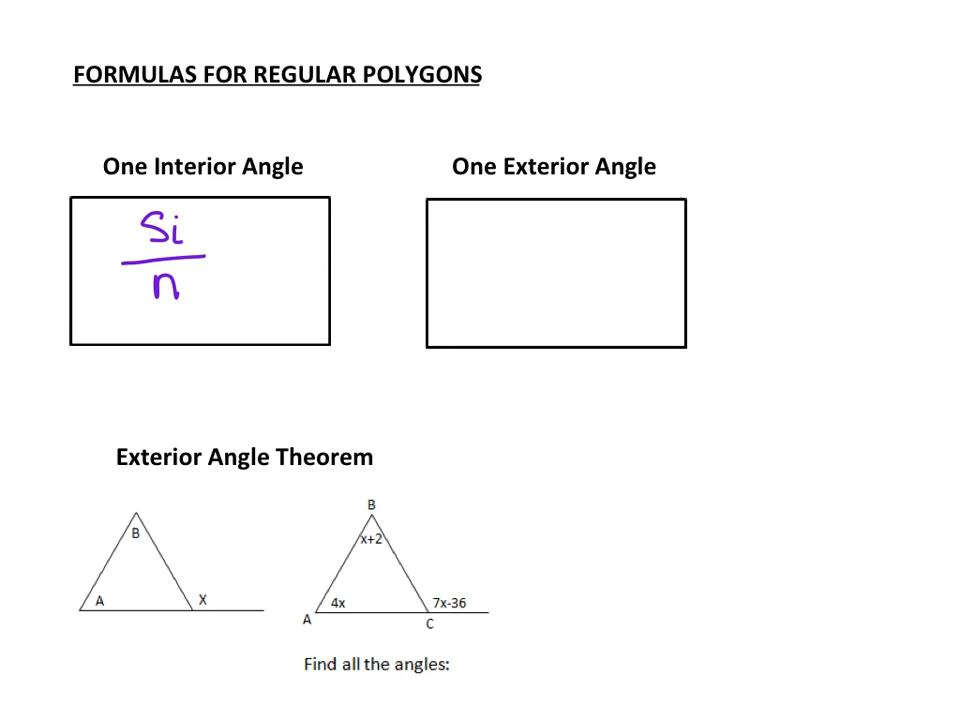 FORMULAS FOR REGULAR POLYGONS
One Interior Angle
One Exterior Angle
Si
n
Exterior Angle Theorem
B
A
X
B
x+2
4x
7x-36
A
C
Find all the angles: